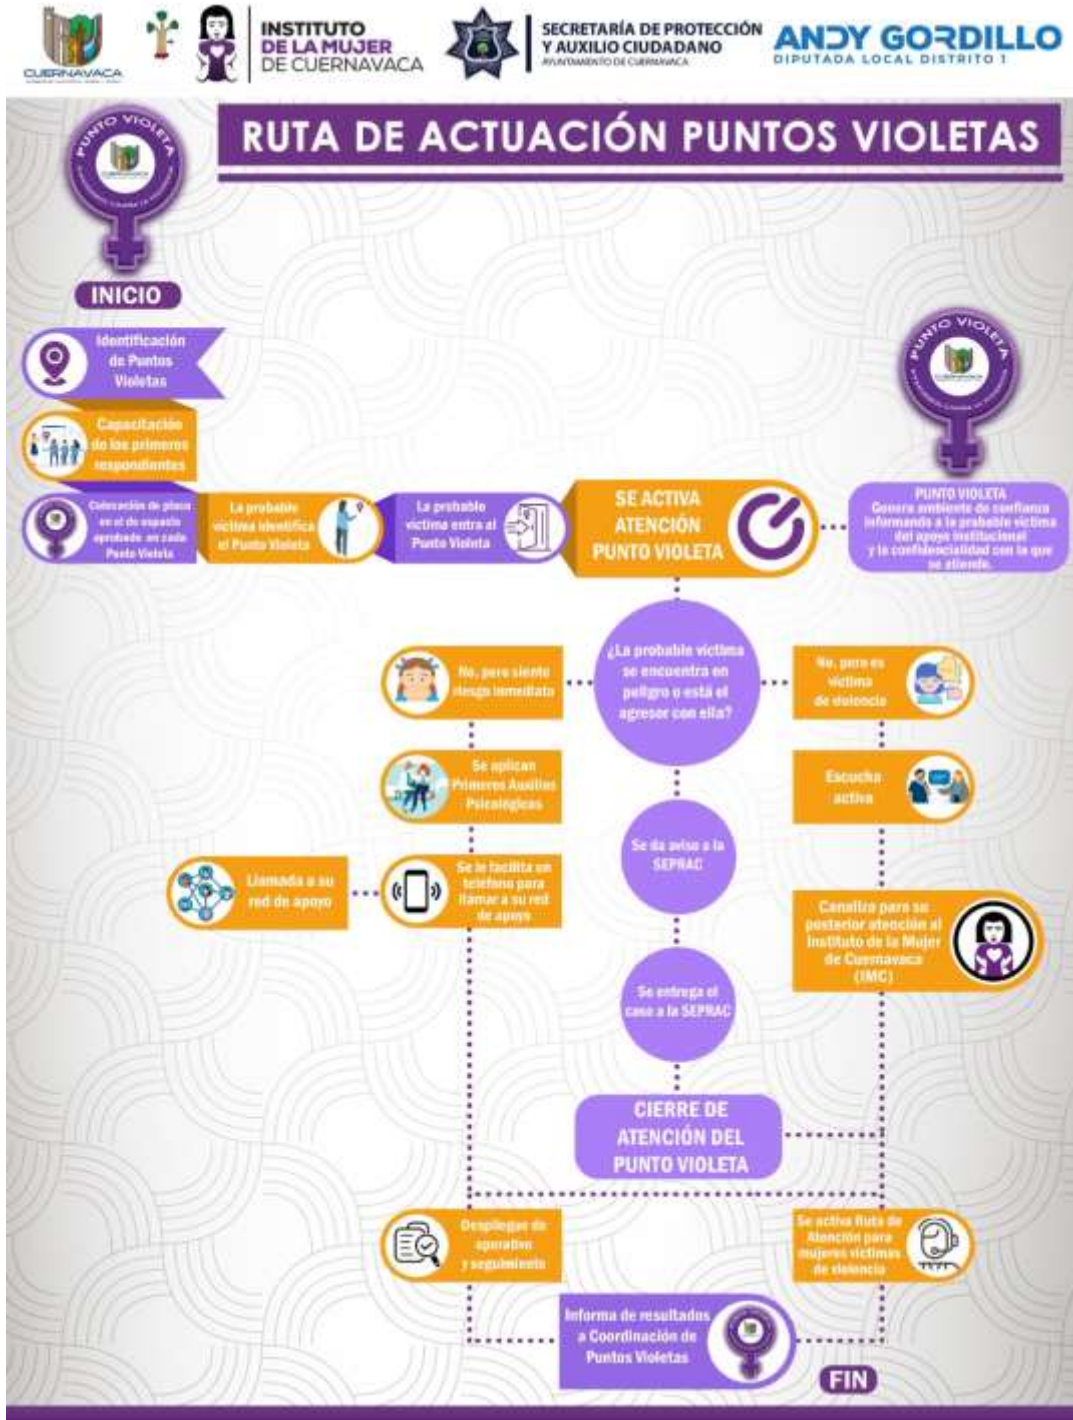 CUERNAVACA
INSTITUTO
DE LA MUJER
DE CUERNAVACA
SECRETARÍA DE PROTECCIÓN
Y AUXILIO CIUDADANO
AYUNTAMIENTO DE CUERNAVACA
ANDY GORDILLO
DIPUTADA LOCAL DISTRITO 1
PUNTO VIOLETA
CUERNAVACA
RUTA DE ACTUACIÓN PUNTOS VIOLETAS
INICIO
Identificación
de Puntos
Violetas
PUNTO VIOLETA
Capacitación
de los primeros
respondientes
Colocación de placa
en el de espacio
aprobado en cada
Punto Violeta
La probable
víctima identifica
el Punto Violeta
La probable
víctima entra al
Punto Violeta
SE ACTIVA
ATENCIÓN
PUNTO VIOLETA
PUNTO VIOLETA
Genera ambiente de confianza
informando a la probable víctima
del apoyo institucional
y la confidencialidad con la que
se atiende.
¿La probable víctima
se encuentra en
peligro o está el
agresor con ella?
No, pero siente
riesgo inmediato
No, pero es
víctima
de violencia
Se aplican
Primeros Auxilios
Psicológicos
Escucha
activa
Se da aviso a la
SEPRAC
Llamada a su
red de apoyo
Se le facilita un
teléfono para
llamar a su red
de apoyo
Canaliza para su
posterior atención al
Instituto de la Mujer
de Cuernavaca
(IMC)
Se entrega el
caso a la SEPRAC
CIERRE DE
ATENCIÓN DEL
PUNTO VIOLETA
Despliegue de
operativo
y seguimiento
Se activa Ruta de
Atención para
mujeres víctimas
de violencia
Informa de resultados
a Coordinación de
Puntos Violetas
FIN